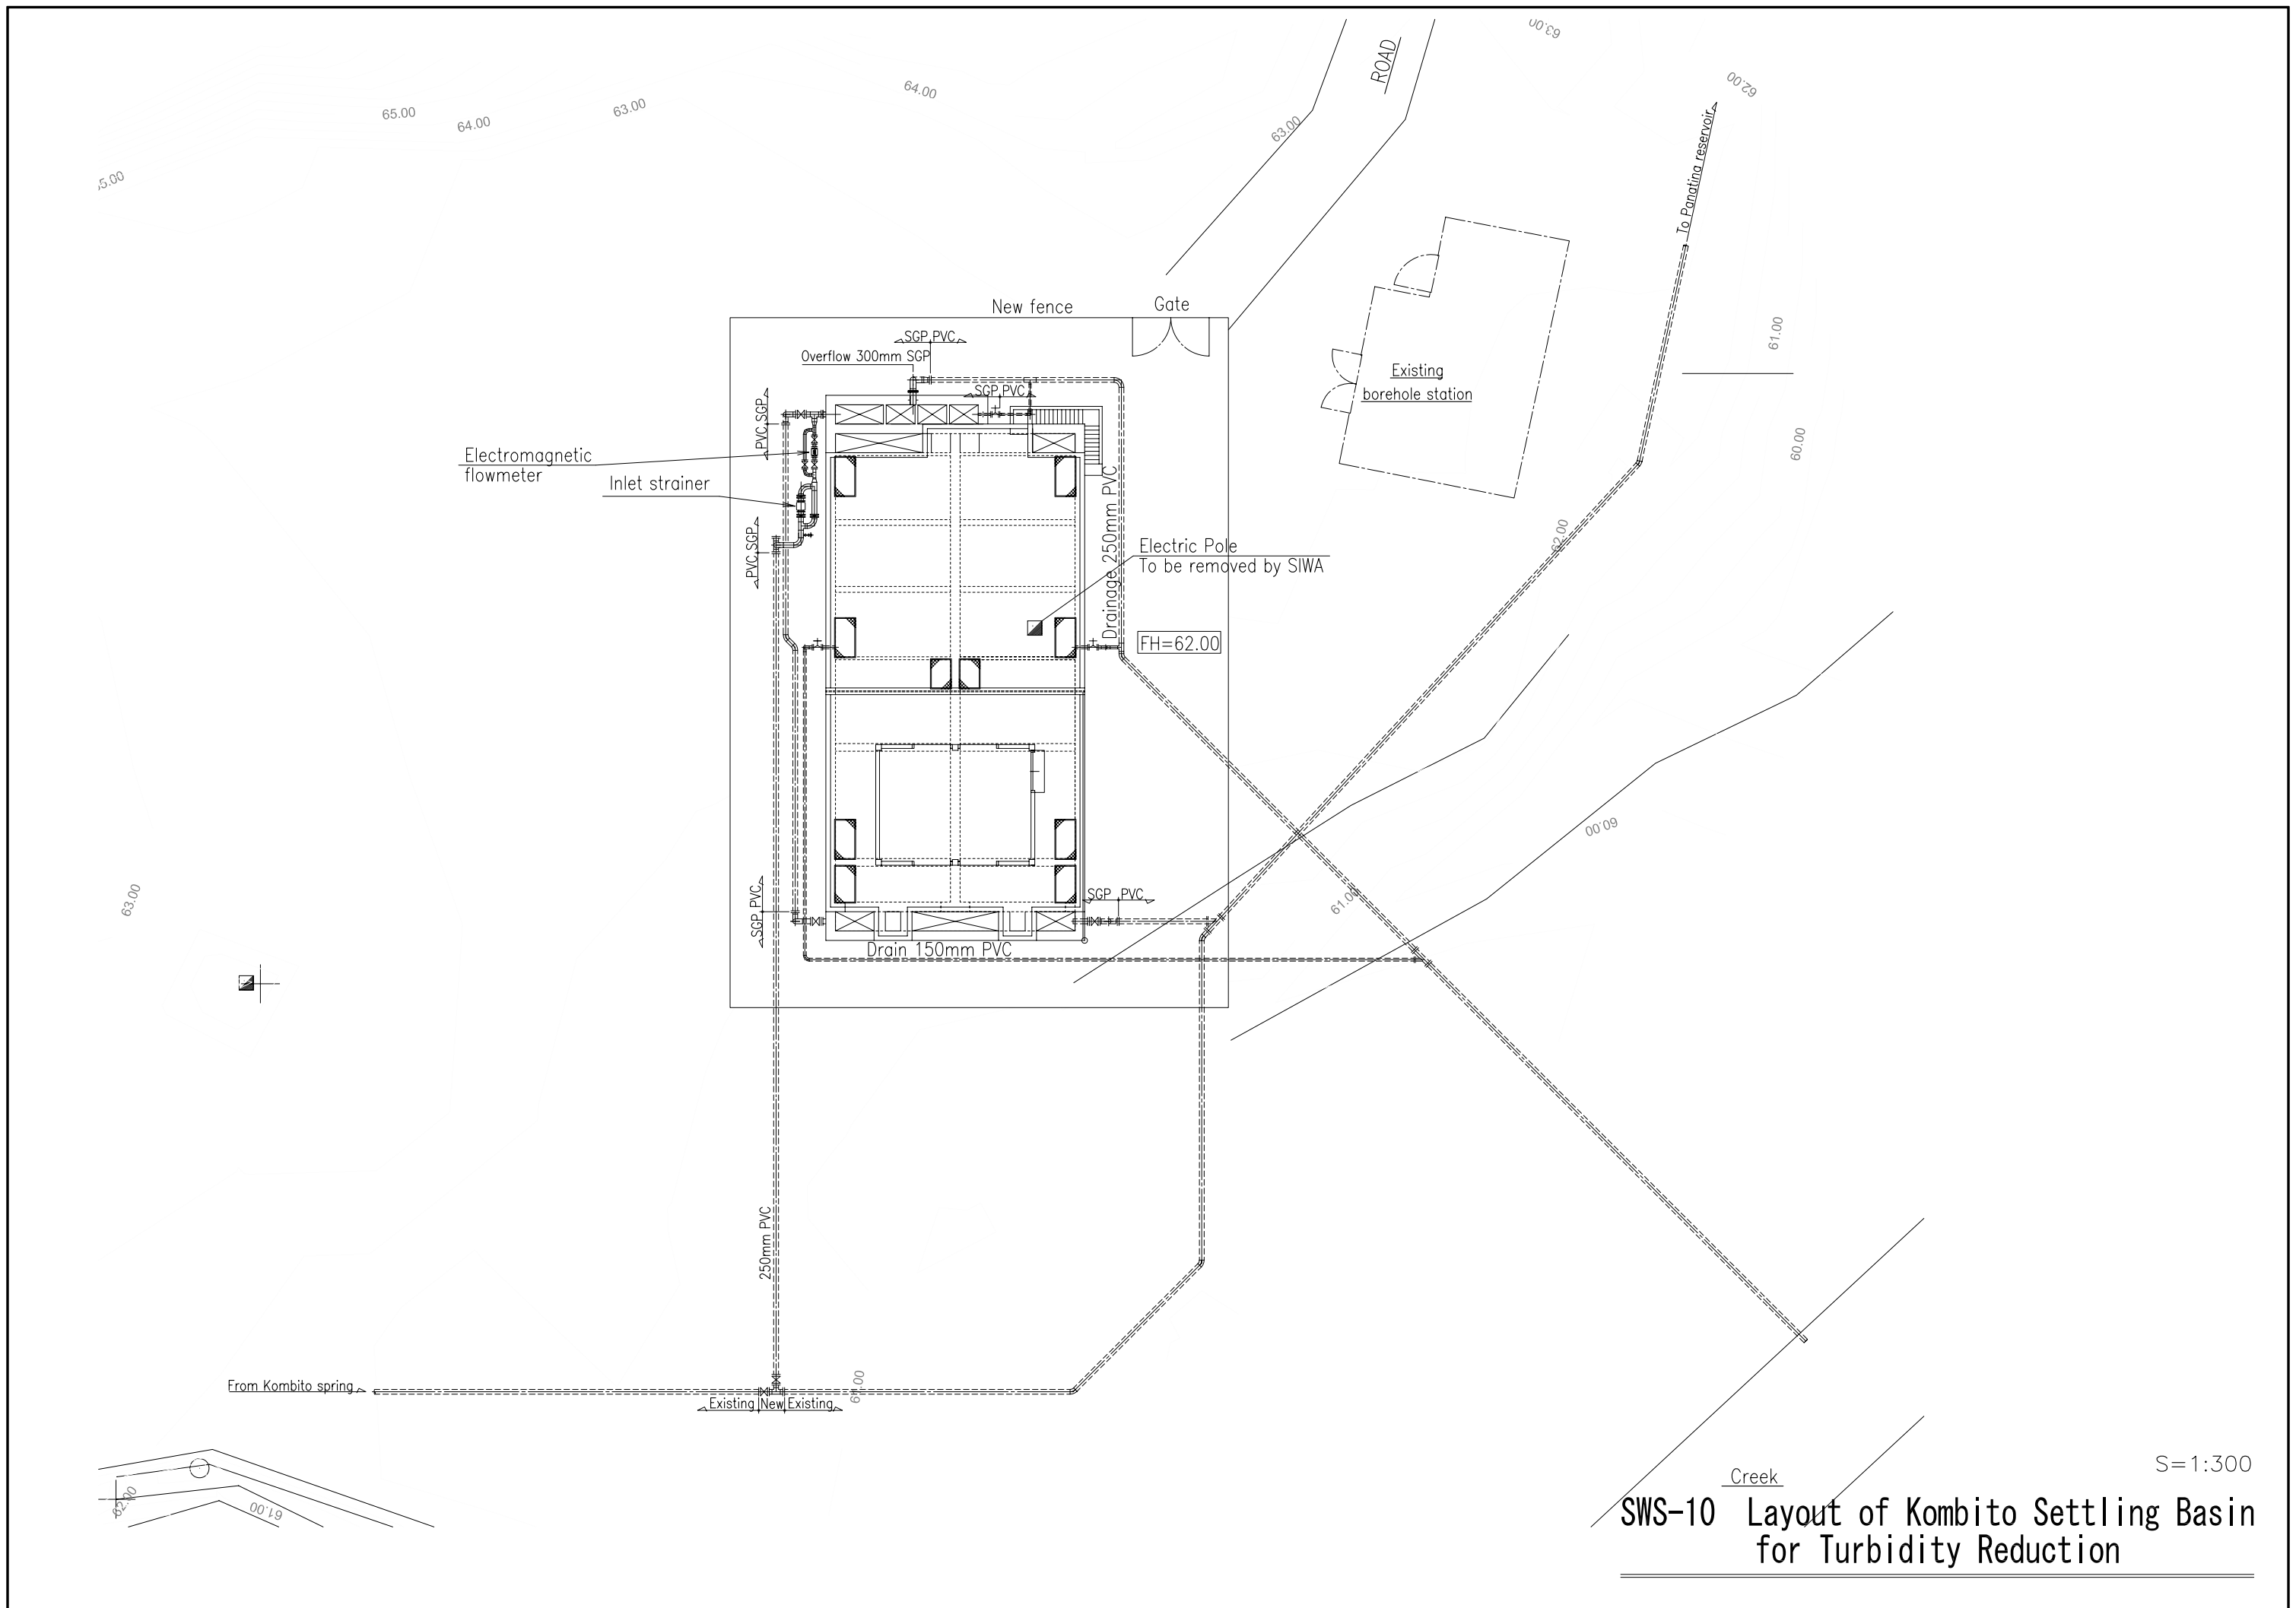 63.00
ROAD
62.00
64.00
65.00
63.00
64.00
63.00
5.00
To Panatina reservoir
New fence
Gate
SGP PVC
Overflow 300mm SGP
61.00
Existing
borehole station
SGP PVC
PVC SGP
60.00
Electromagnetic
flowmeter
Inlet strainer
Drainage 250mm PVC
PVC SGP
62.00
Electric Pole
To be removed by SIWA
FH=62.00
60.00
63.00
SGP PVC
SGP PVC
61.00
Drain 150mm PVC
250mm PVC
From Kombito spring
Existing New Existing
62.00
61.00
S=1:300
Creek
SWS-10 Layout of Kombito Settling Basin
for Turbidity Reduction